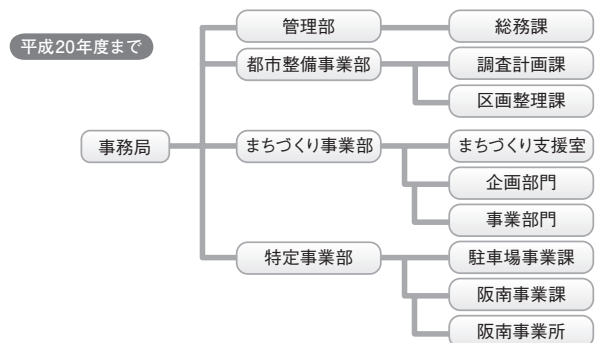 平成20年度まで
事務局
管理部
総務課
都市整備事業部
調査計画課
区画整理課
まちづくり事業部
まちづくり支援室
企画部門
事業部門
特定事業部
駐車場事業課
阪南事業課
阪南事業所